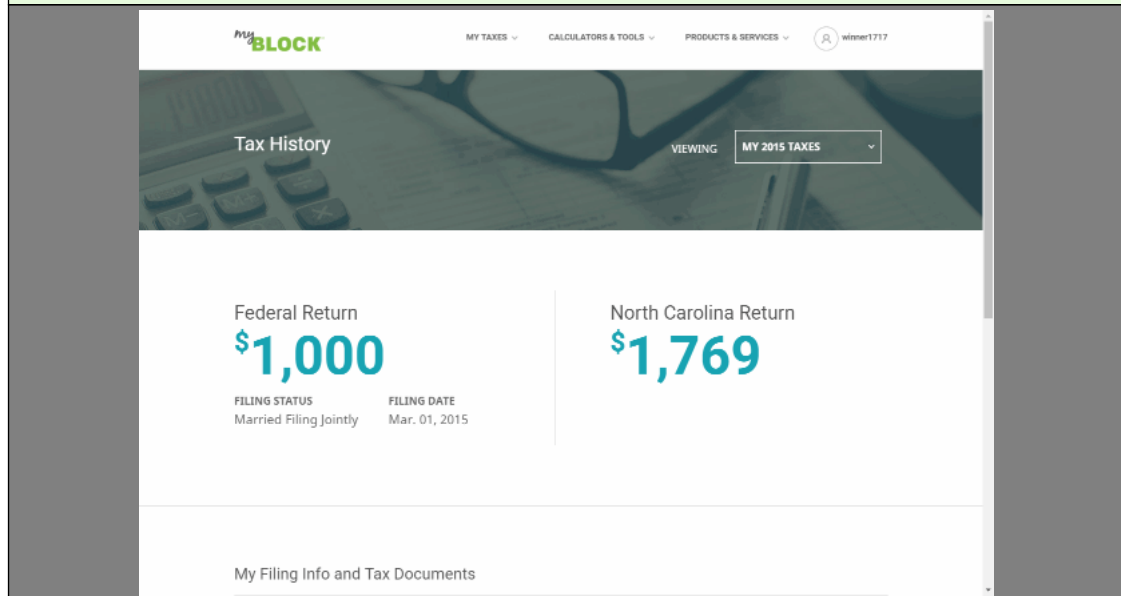 my BLOCK MY TAXES CALCULATORS & TOOLS PRODUCTS & SERVICES winner1717
Tax History VIEWING MY 2015 TAXES
Federal Return North Carolina Return
$1,000 $1,769
FILING STATUS FILING DATE
Married Filing Jointly Mar. 01, 2015
My Filing Info and Tax Documents